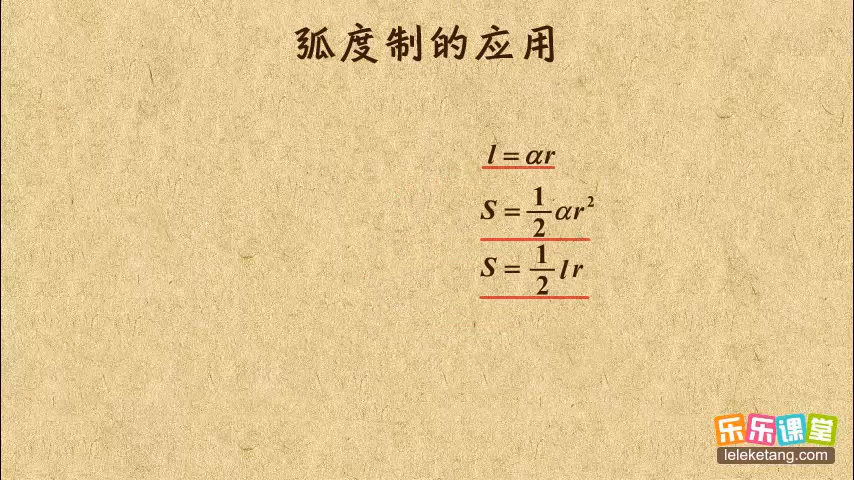 弧度制的应用
l = αr
S = 1/2 αr²
S = 1/2 lr
乐乐课堂
leleketang.com